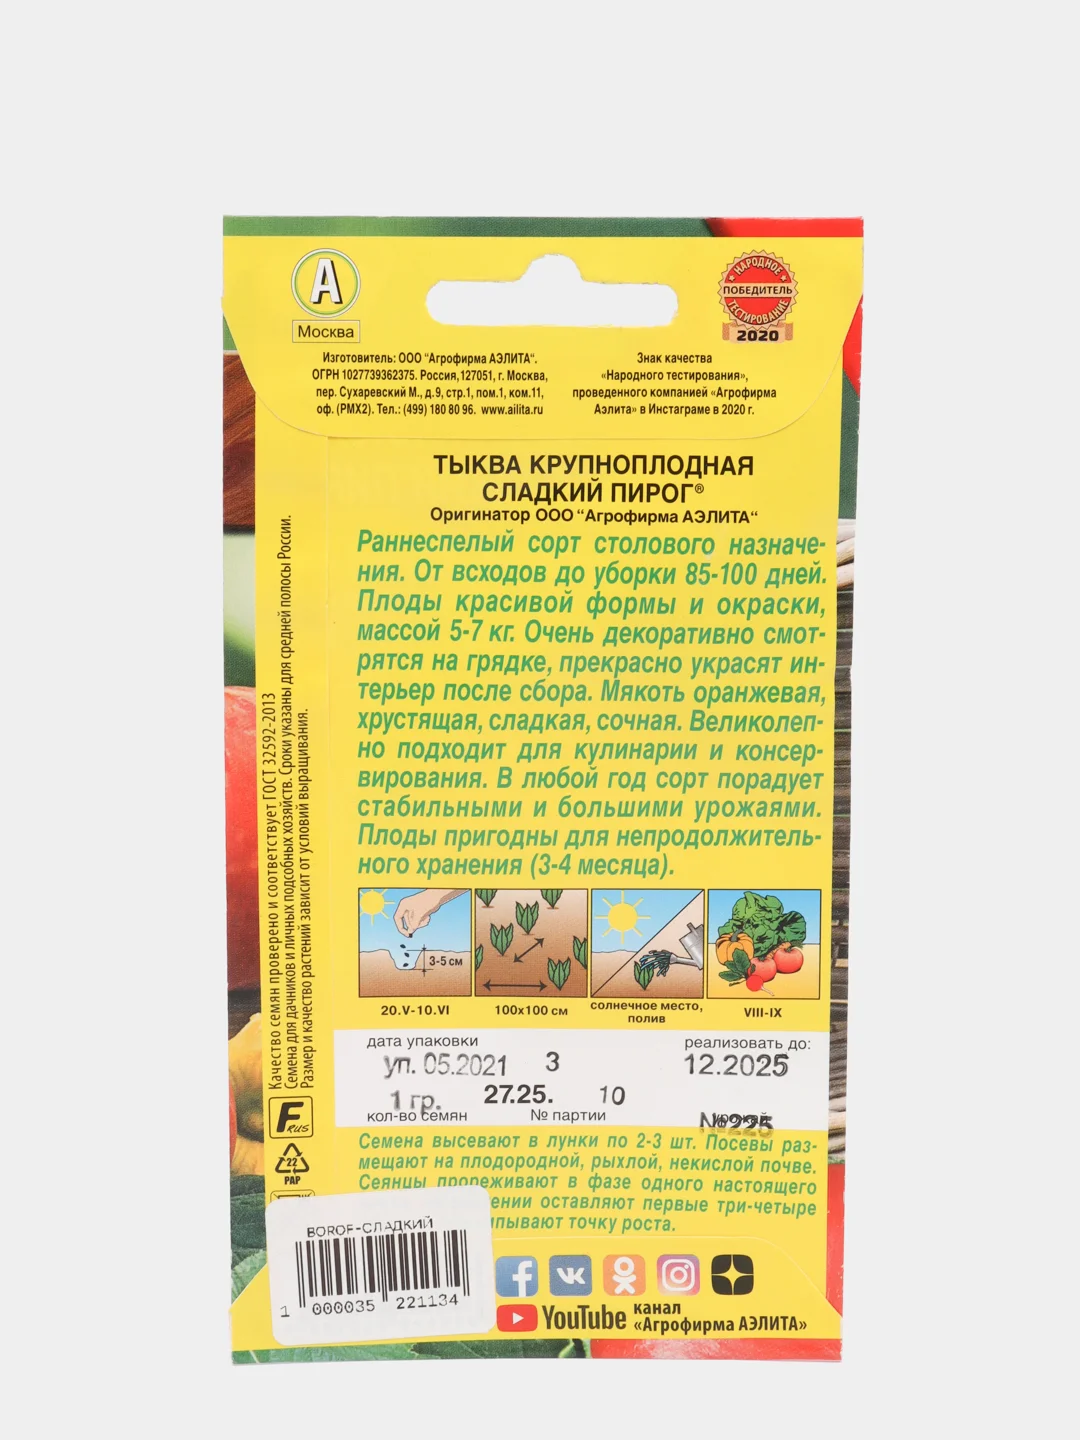 А
Москва
НАРОДНОЕ
ПОБЕДИТЕЛЬ
ТЕСТИРОВАНИЕ
2020
Изготовитель: ООО "Агрофирма АЭЛИТА".
ОГРН 1027739362375. Россия,127051, г. Москва,
пер. Сухаревский М., д.9, стр.1, пом.1, ком.11,
оф. (РМХ2). Тел.: (499) 180 80 96. www.ailita.ru
Знак качества
«Народного тестирования»,
проведенного компанией «Агрофирма
Аэлита» в Инстаграме в 2020 г.
ТЫКВА КРУПНОПЛОДНАЯ
СЛАДКИЙ ПИРОГ®
Оригинатор ООО "Агрофирма АЭЛИТА"
Раннеспелый сорт столового назначе-
ния. От всходов до уборки 85-100 дней.
Плоды красивой формы и окраски,
массой 5-7 кг. Очень декоративно смот-
рятся на грядке, прекрасно украсят ин-
терьер после сбора. Мякоть оранжевая,
хрустящая, сладкая, сочная. Великолеп-
но подходит для кулинарии и консер-
вирования. В любой год сорт порадует
стабильными и большими урожаями.
Плоды пригодны для непродолжитель-
ного хранения (3-4 месяца).
Качество семян проверено и соответствует ГОСТ 32592-2013
Семена для дачников и личных подсобных хозяйств. Сроки указаны для средней полосы России.
Размер и качество растений зависит от условий выращивания.
3-5 см
20.V-10.VI
100х100 см
солнечное место,
полив
VIII-IX
дата упаковки
реализовать до:
уп. 05.2021 3
12.2025
1 гр. 27.25. 10
кол-во семян
№ партии
урожай
№225
F RUS
22
PAP
Семена высевают в лунки по 2-3 шт. Посевы раз-
мещают на плодородной, рыхлой, некислой почве.
Сеянцы прореживают в фазе одного настоящего
ении оставляют первые три-четыре
ипывают точку роста.
BOROF-СЛАДКИЙ
1 000035 221134
YouTube
канал
«Агрофирма АЭЛИТА»